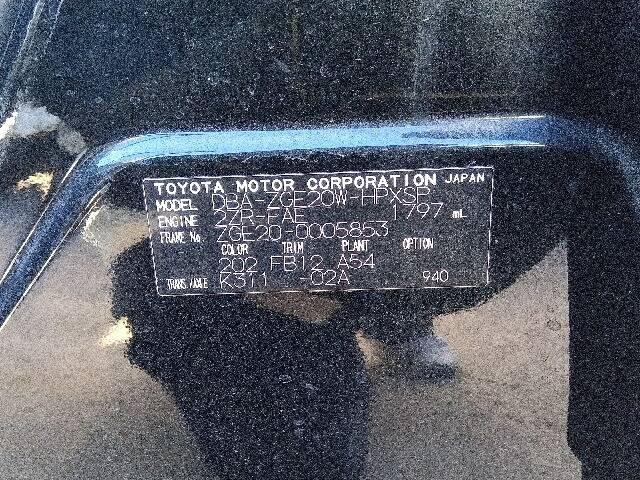 TOYOTA MOTOR CORPORATION JAPAN
MODEL DBA-ZGE20W-HPXSP
ENGINE 2ZR-FAE 1797 mL
FRAME No. ZGE20-0005853
COLOR TRIM PLANT OPTION
202 FB12 A54
TRANS./AXLE K311 -02A 940